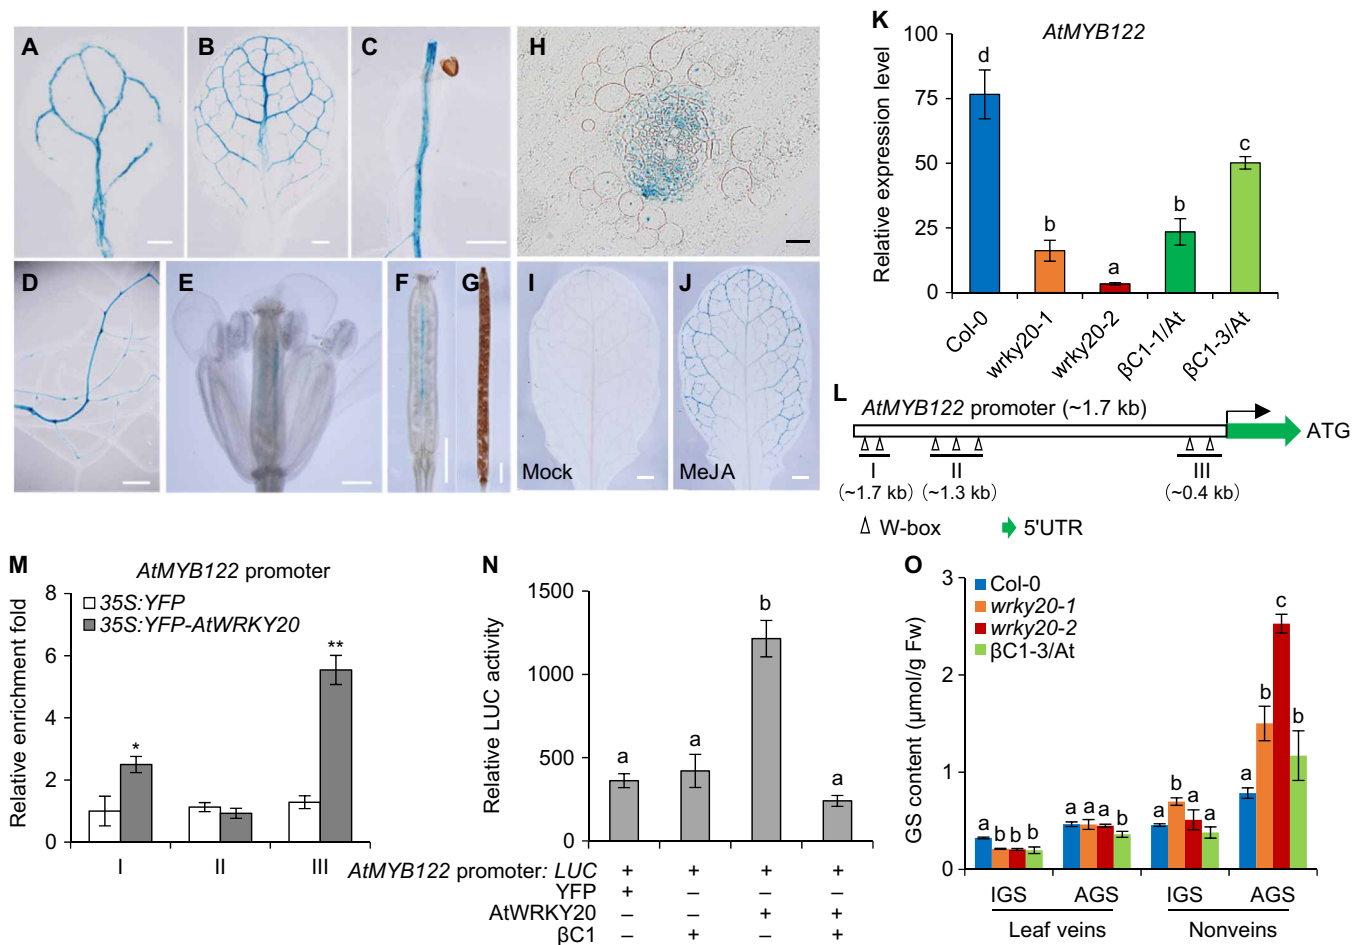 A
B
C
H
D
E
F
G
I
J
Mock
MeJA
K
AtMYB122
Relative expression level
100
75
50
25
0
d
b
a
b
c
Col-0
wrky20-1
wrky20-2
βC1-1/At
βC1-3/At
L
AtMYB122 promoter (~1.7 kb)
ATG
I
II
III
(~1.7 kb)
(~1.3 kb)
(~0.4 kb)
W-box
5'UTR
M
AtMYB122 promoter
35S:YFP
35S:YFP-AtWRKY20
Relative enrichment fold
8
6
4
2
0
*
**
I
II
III
N
Relative LUC activity
1500
1000
500
0
a
a
b
a
AtMYB122 promoter: LUC + + + +
YFP + – – –
AtWRKY20 – – + +
βC1 – + – +
O
Col-0
wrky20-1
wrky20-2
βC1-3/At
GS content (µmol/g Fw)
3
2
1
0
a b b b
a a a b
a b a a
a b c b
IGS
AGS
IGS
AGS
Leaf veins
Nonveins